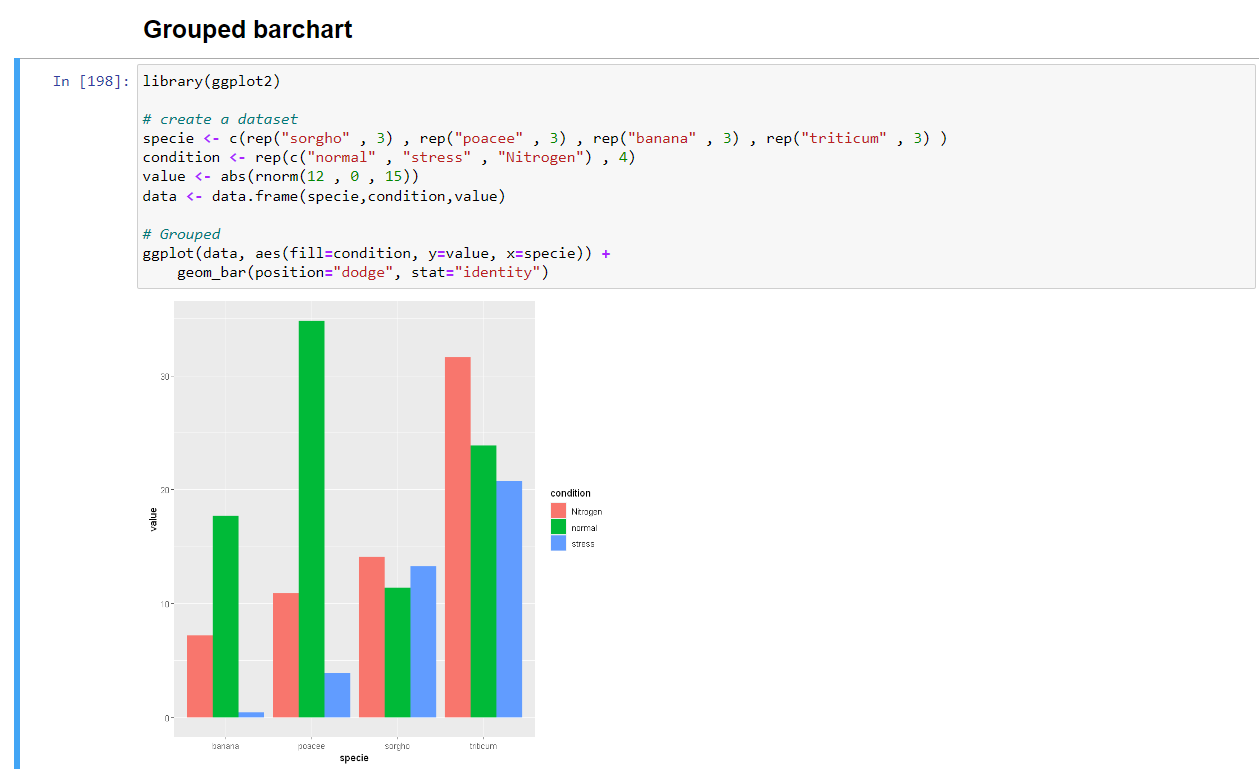 Grouped barchart
In [198]:
library(ggplot2)
# create a dataset
specie <- c(rep("sorgho" , 3) , rep("poacee" , 3) , rep("banana" , 3) , rep("triticum" , 3) )
condition <- rep(c("normal" , "stress" , "Nitrogen") , 4)
value <- abs(rnorm(12 , 0 , 15))
data <- data.frame(specie,condition,value)
# Grouped
ggplot(data, aes(fill=condition, y=value, x=specie)) +
    geom_bar(position="dodge", stat="identity")
30
20
10
0
value
banana
poacee
sorgho
triticum
specie
condition
Nitrogen
normal
stress